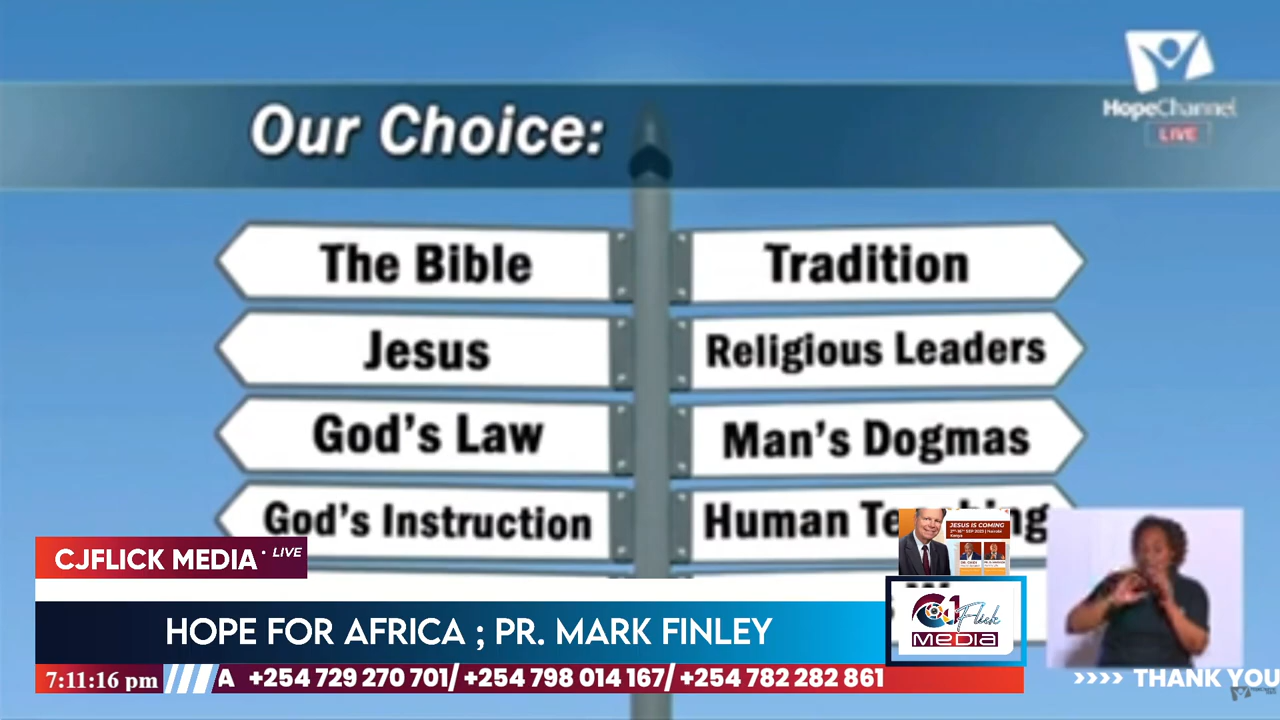 Our Choice:
HopeChannel
LIVE
The Bible
Tradition
Jesus
Religious Leaders
God's Law
Man's Dogmas
God's Instruction
Human
JESUS IS COMING
CJFLICK MEDIA • LIVE
HOPE FOR AFRICA ; PR. MARK FINLEY
Flick
MEDIA
7:11:16 pm
A +254 729 270 701/ +254 798 014 167/ +254 782 282 861
>>>> THANK YOU